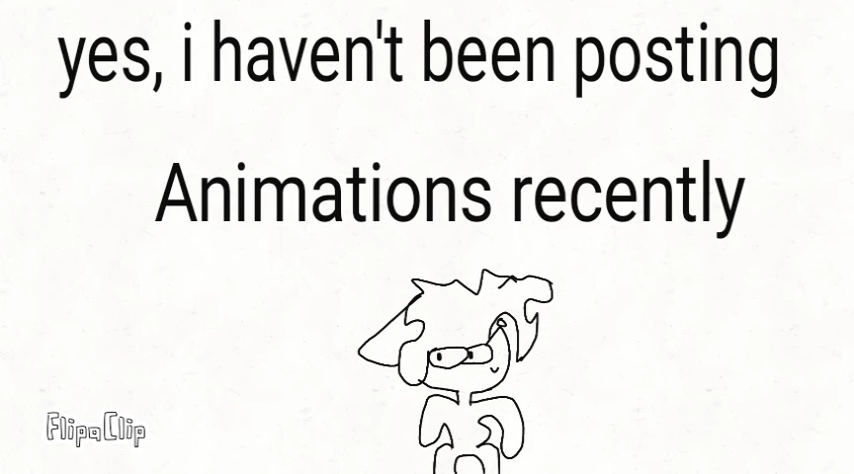 yes, i haven't been posting
Animations recently
FlipaClip